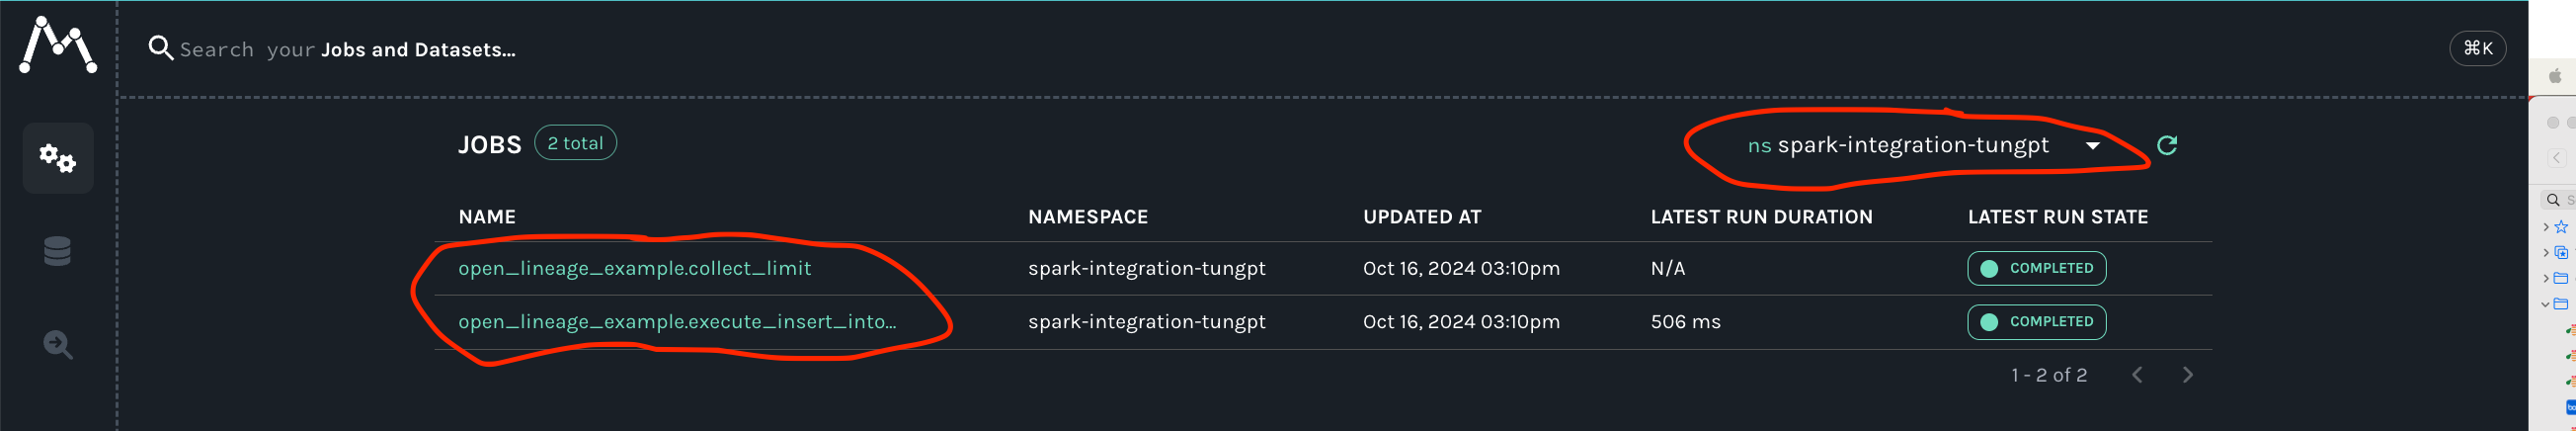 Search your Jobs and Datasets...
⌘K
JOBS 2 total
ns spark-integration-tungpt
NAME NAMESPACE UPDATED AT LATEST RUN DURATION LATEST RUN STATE
open_lineage_example.collect_limit spark-integration-tungpt Oct 16, 2024 03:10pm N/A COMPLETED
open_lineage_example.execute_insert_into... spark-integration-tungpt Oct 16, 2024 03:10pm 506 ms COMPLETED
1 - 2 of 2